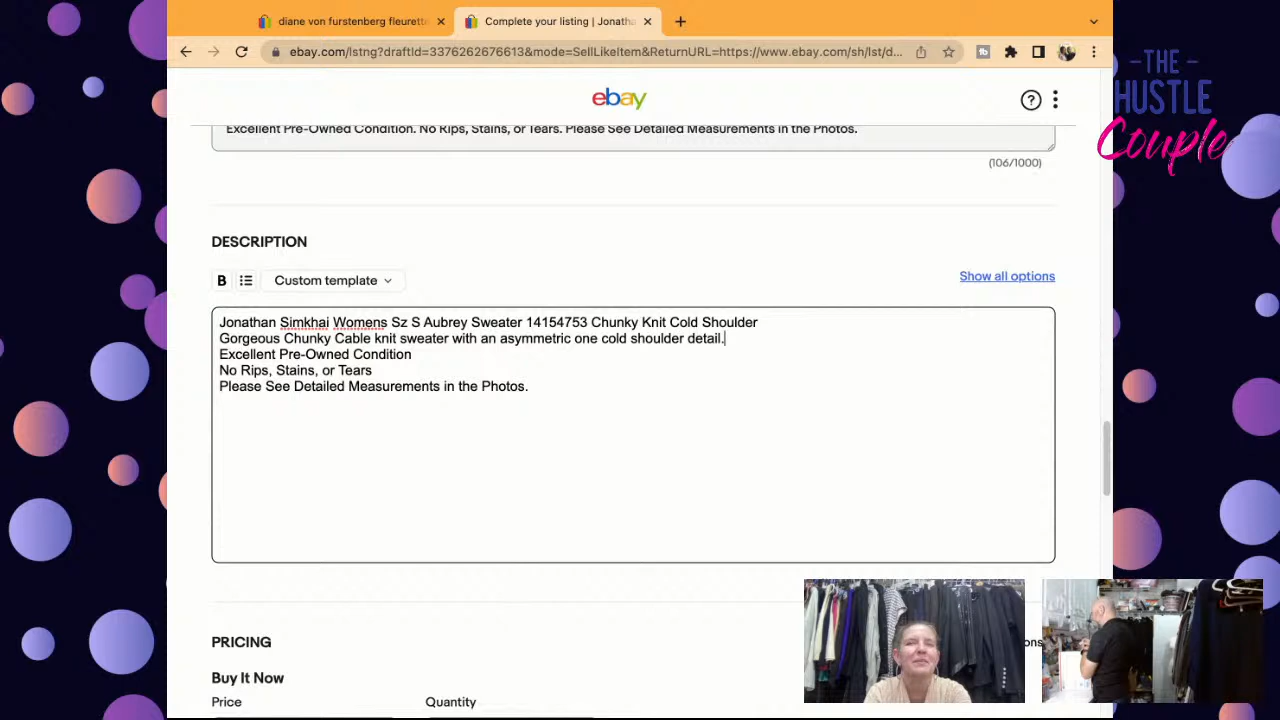 diane von furstenberg fleurette
Complete your listing | Jonatha
ebay.com/lstng?draftId=3376262676613&mode=SellLikeItem&ReturnURL=https://www.ebay.com/sh/lst/d...
-THE-
HUSTLE
Couple
ebay
Excellent Pre-Owned Condition. No Rips, Stains, or Tears. Please See Detailed Measurements in the Photos.
(106/1000)
DESCRIPTION
B
Custom template
Show all options
Jonathan Simkhai Womens Sz S Aubrey Sweater 14154753 Chunky Knit Cold Shoulder
Gorgeous Chunky Cable knit sweater with an asymmetric one cold shoulder detail.
Excellent Pre-Owned Condition
No Rips, Stains, or Tears
Please See Detailed Measurements in the Photos.
PRICING
Buy It Now
Price
Quantity